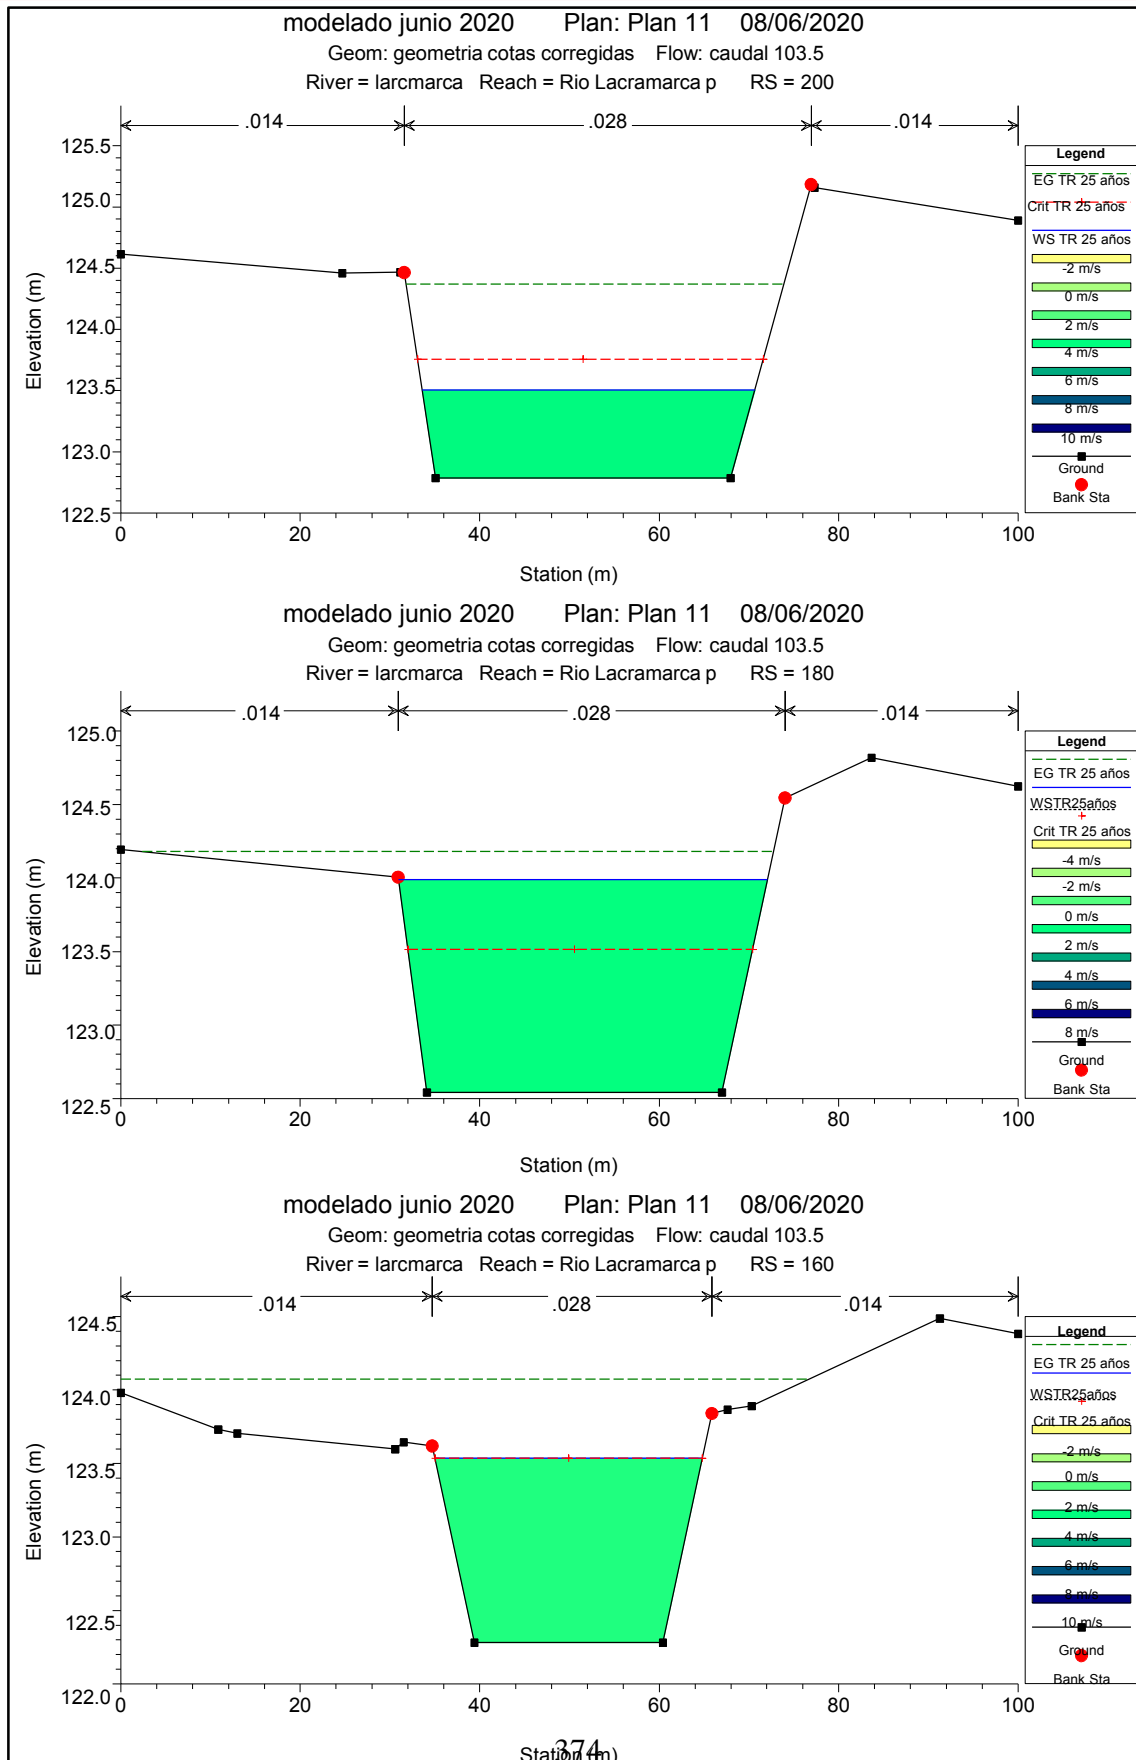 modelado junio 2020 Plan: Plan 11 08/06/2020
Geom: geometria cotas corregidas Flow: caudal 103.5
River = larcmarca Reach = Rio Lacramarca p RS = 200
.014 .028 .014
125.5
125.0
124.5
124.0
123.5
123.0
122.5
Elevation (m)
0 20 40 60 80 100
Station (m)
Legend
EG TR 25 años
Crit TR 25 años
WS TR 25 años
-2 m/s
0 m/s
2 m/s
4 m/s
6 m/s
8 m/s
10 m/s
Ground
Bank Sta
modelado junio 2020 Plan: Plan 11 08/06/2020
Geom: geometria cotas corregidas Flow: caudal 103.5
River = larcmarca Reach = Rio Lacramarca p RS = 180
.014 .028 .014
125.0
124.5
124.0
123.5
123.0
122.5
Elevation (m)
0 20 40 60 80 100
Station (m)
Legend
EG TR 25 años
WSTR25años
Crit TR 25 años
-4 m/s
-2 m/s
0 m/s
2 m/s
4 m/s
6 m/s
8 m/s
Ground
Bank Sta
modelado junio 2020 Plan: Plan 11 08/06/2020
Geom: geometria cotas corregidas Flow: caudal 103.5
River = larcmarca Reach = Rio Lacramarca p RS = 160
.014 .028 .014
124.5
124.0
123.5
123.0
122.5
122.0
Elevation (m)
0 20 40 60 80 100
Station (m)
Legend
EG TR 25 años
WSTR25años
Crit TR 25 años
-2 m/s
0 m/s
2 m/s
4 m/s
6 m/s
8 m/s
10 m/s
Ground
Bank Sta
374